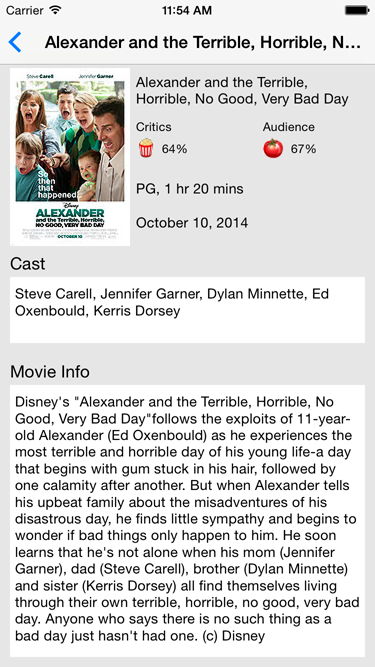 Carrier 11:54 AM
Alexander and the Terrible, Horrible, N...
Steve Carell Jennifer Garner
So
then
that
happened.
Disney
ALEXANDER
and the TERRIBLE, HORRIBLE,
NO GOOD, VERY BAD DAY
OCTOBER 10
Alexander and the Terrible,
Horrible, No Good, Very Bad Day
Critics Audience
64% 67%
PG, 1 hr 20 mins
October 10, 2014
Cast
Steve Carell, Jennifer Garner, Dylan Minnette, Ed
Oxenbould, Kerris Dorsey
Movie Info
Disney's "Alexander and the Terrible, Horrible, No
Good, Very Bad Day"follows the exploits of 11-year-
old Alexander (Ed Oxenbould) as he experiences the
most terrible and horrible day of his young life-a day
that begins with gum stuck in his hair, followed by
one calamity after another. But when Alexander tells
his upbeat family about the misadventures of his
disastrous day, he finds little sympathy and begins to
wonder if bad things only happen to him. He soon
learns that he's not alone when his mom (Jennifer
Garner), dad (Steve Carell), brother (Dylan Minnette)
and sister (Kerris Dorsey) all find themselves living
through their own terrible, horrible, no good, very bad
day. Anyone who says there is no such thing as a
bad day just hasn't had one. (c) Disney